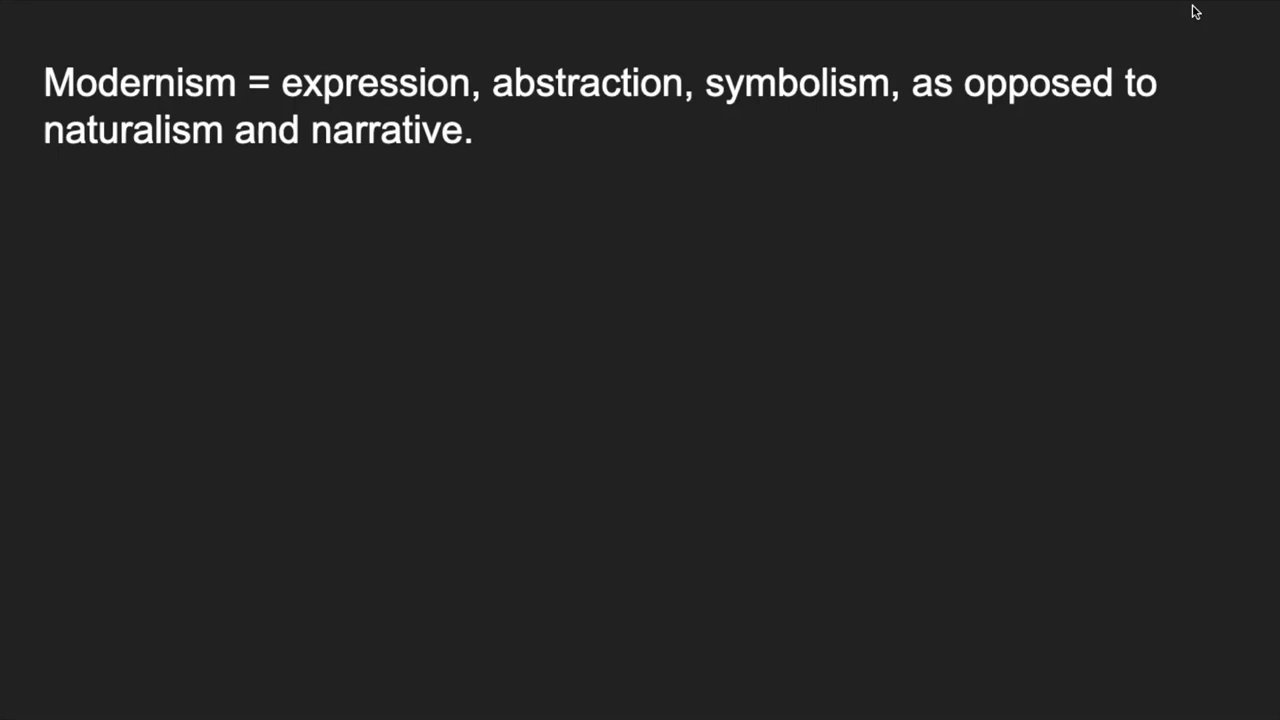 Modernism = expression, abstraction, symbolism, as opposed to
naturalism and narrative.